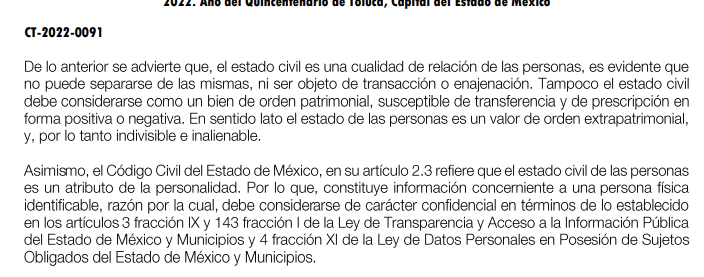 2022. Año del Quincentenario de Toluca, Capital del Estado de México
CT-2022-0091
De lo anterior se advierte que, el estado civil es una cualidad de relación de las personas, es evidente que
no puede separarse de las mismas, ni ser objeto de transacción o enajenación. Tampoco el estado civil
debe considerarse como un bien de orden patrimonial, susceptible de transferencia y de prescripción en
forma positiva o negativa. En sentido lato el estado de las personas es un valor de orden extrapatrimonial,
y, por lo tanto indivisible e inalienable.
Asimismo, el Código Civil del Estado de México, en su artículo 2.3 refiere que el estado civil de las personas
es un atributo de la personalidad. Por lo que, constituye información concerniente a una persona física
identificable, razón por la cual, debe considerarse de carácter confidencial en términos de lo establecido
en los artículos 3 fracción IX y 143 fracción I de la Ley de Transparencia y Acceso a la Información Pública
del Estado de México y Municipios y 4 fracción XI de la Ley de Datos Personales en Posesión de Sujetos
Obligados del Estado de México y Municipios.